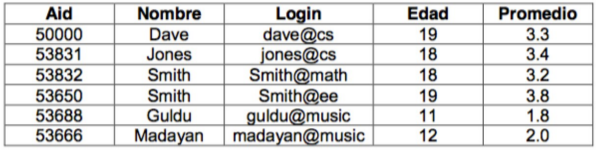 Aid Nombre Login Edad Promedio
50000 Dave dave@cs 19 3.3
53831 Jones jones@cs 18 3.4
53832 Smith Smith@math 18 3.2
53650 Smith Smith@ee 19 3.8
53688 Guldu guldu@music 11 1.8
53666 Madayan madayan@music 12 2.0